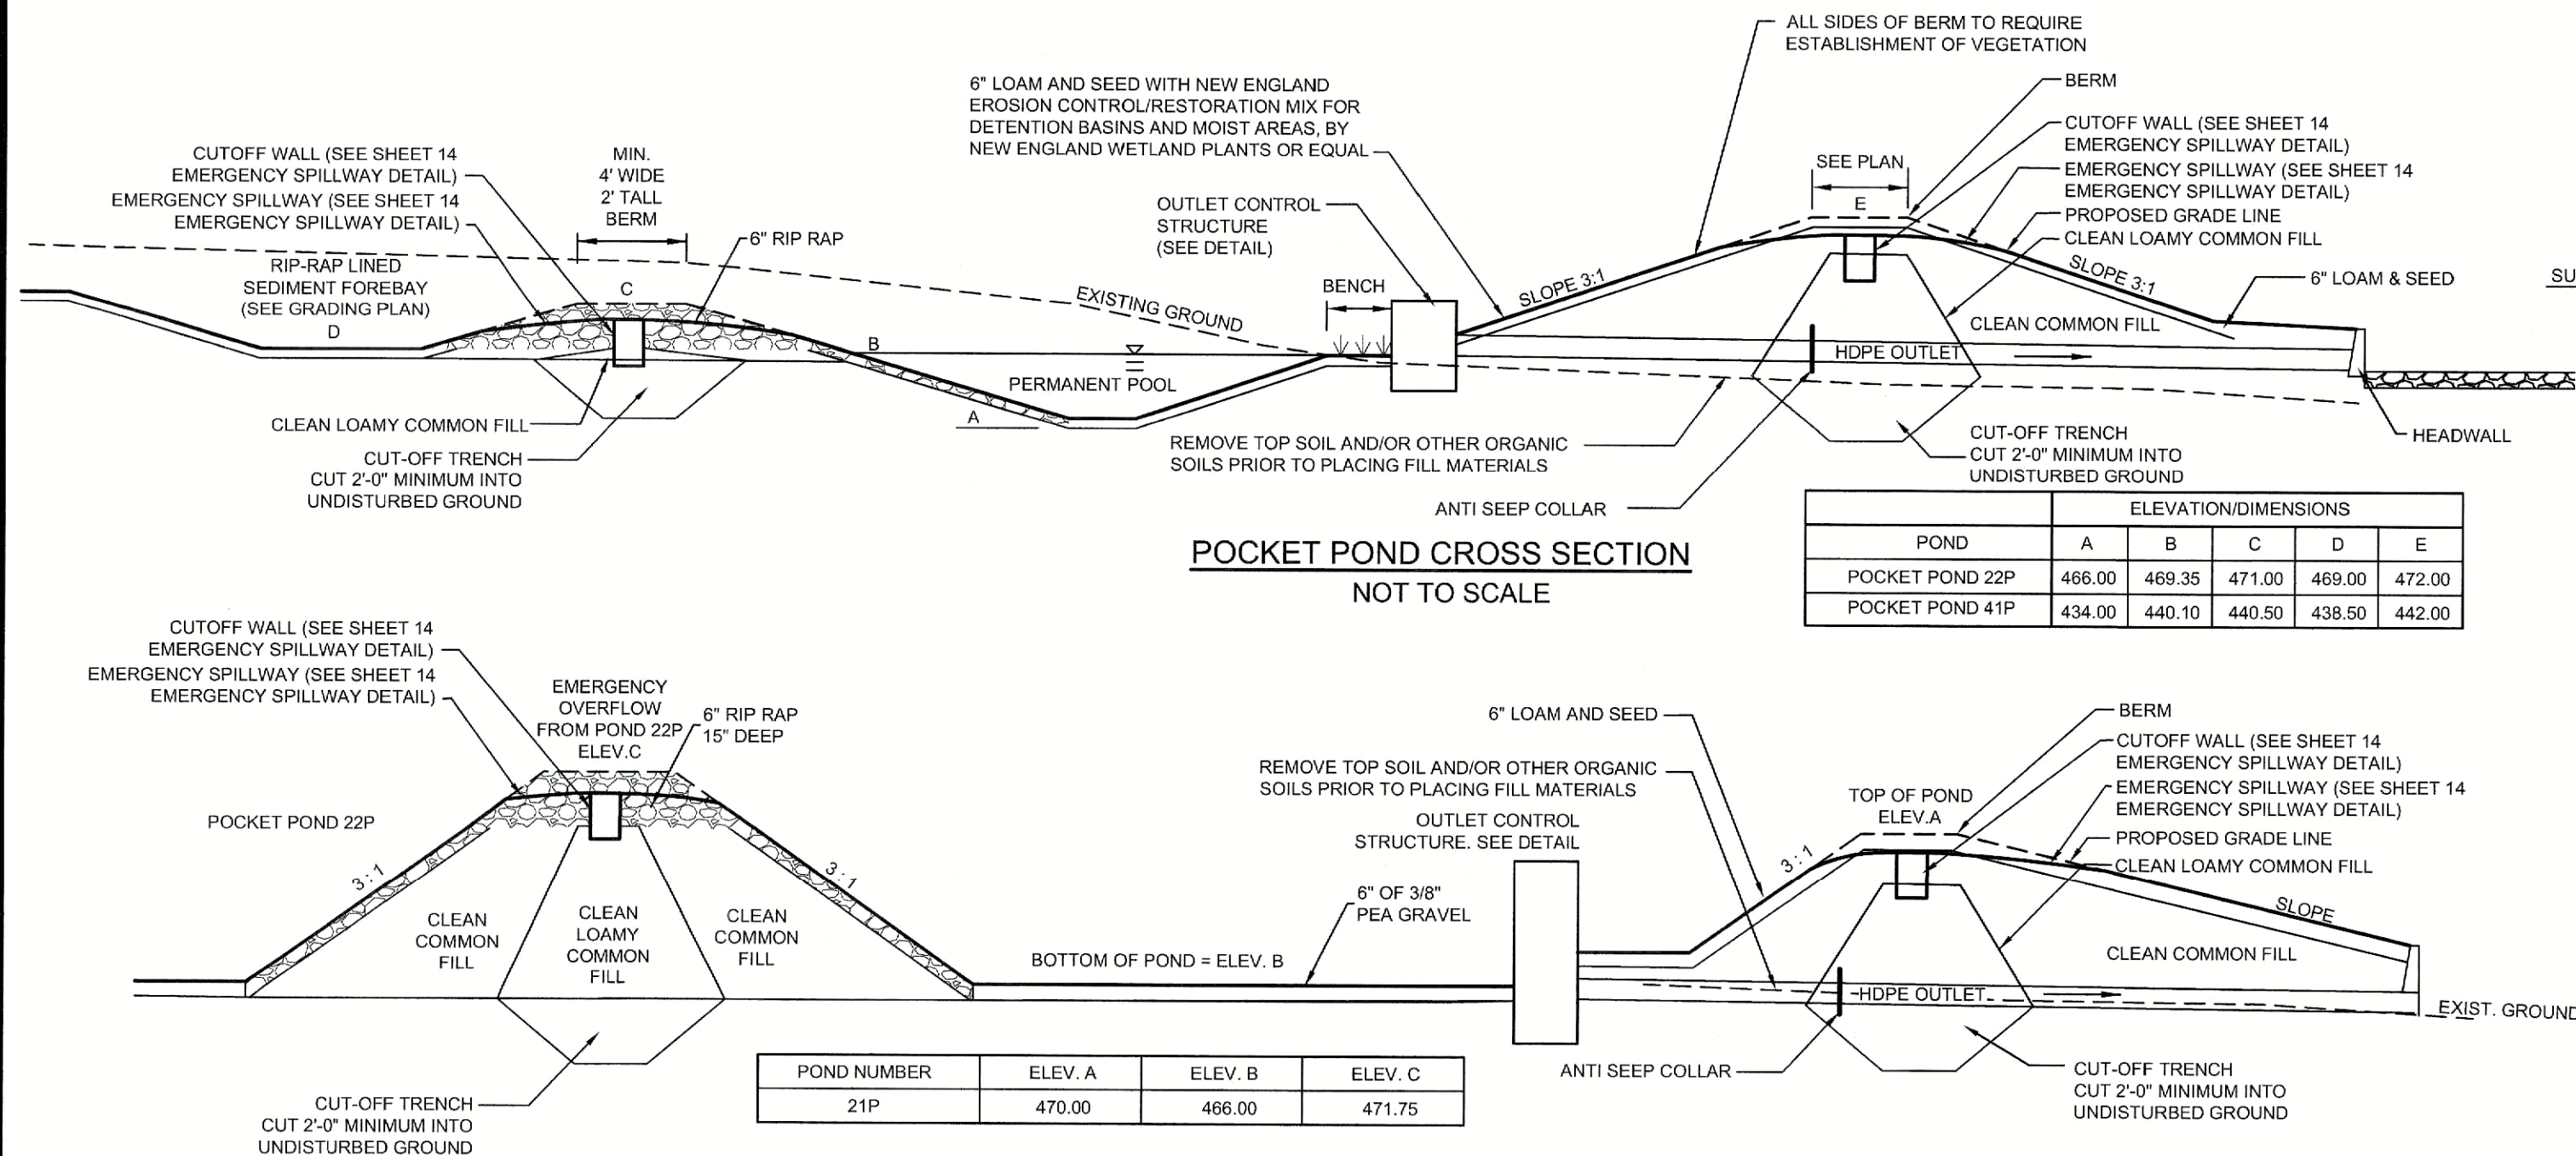 ALL SIDES OF BERM TO REQUIRE
ESTABLISHMENT OF VEGETATION
6" LOAM AND SEED WITH NEW ENGLAND
EROSION CONTROL/RESTORATION MIX FOR
DETENTION BASINS AND MOIST AREAS, BY
NEW ENGLAND WETLAND PLANTS OR EQUAL
BERM
CUTOFF WALL (SEE SHEET 14
EMERGENCY SPILLWAY DETAIL)
EMERGENCY SPILLWAY (SEE SHEET 14
EMERGENCY SPILLWAY DETAIL)
PROPOSED GRADE LINE
CLEAN LOAMY COMMON FILL
CUTOFF WALL (SEE SHEET 14
EMERGENCY SPILLWAY DETAIL)
EMERGENCY SPILLWAY (SEE SHEET 14
EMERGENCY SPILLWAY DETAIL)
MIN.
4' WIDE
2' TALL
BERM
6" RIP RAP
OUTLET CONTROL
STRUCTURE
(SEE DETAIL)
SEE PLAN
E
RIP-RAP LINED
SEDIMENT FOREBAY
(SEE GRADING PLAN)
D
C
B
EXISTING GROUND
BENCH
SLOPE 3:1
SLOPE 3:1
6" LOAM & SEED
SU
CLEAN COMMON FILL
HDPE OUTLET
PERMANENT POOL
A
CLEAN LOAMY COMMON FILL
CUT-OFF TRENCH
CUT 2'-0" MINIMUM INTO
UNDISTURBED GROUND
REMOVE TOP SOIL AND/OR OTHER ORGANIC
SOILS PRIOR TO PLACING FILL MATERIALS
ANTI SEEP COLLAR
CUT-OFF TRENCH
CUT 2'-0" MINIMUM INTO
UNDISTURBED GROUND
HEADWALL
POCKET POND CROSS SECTION
NOT TO SCALE
ELEVATION/DIMENSIONS
POND A B C D E
POCKET POND 22P 466.00 469.35 471.00 469.00 472.00
POCKET POND 41P 434.00 440.10 440.50 438.50 442.00
CUTOFF WALL (SEE SHEET 14
EMERGENCY SPILLWAY DETAIL)
EMERGENCY SPILLWAY (SEE SHEET 14
EMERGENCY SPILLWAY DETAIL)
EMERGENCY
OVERFLOW
FROM POND 22P
ELEV.C
6" RIP RAP
15" DEEP
POCKET POND 22P
3:1
3:1
CLEAN
COMMON
FILL
CLEAN
LOAMY
COMMON
FILL
CLEAN
COMMON
FILL
CUT-OFF TRENCH
CUT 2'-0" MINIMUM INTO
UNDISTURBED GROUND
BOTTOM OF POND = ELEV. B
6" OF 3/8"
PEA GRAVEL
6" LOAM AND SEED
REMOVE TOP SOIL AND/OR OTHER ORGANIC
SOILS PRIOR TO PLACING FILL MATERIALS
OUTLET CONTROL
STRUCTURE. SEE DETAIL
TOP OF POND
ELEV.A
BERM
CUTOFF WALL (SEE SHEET 14
EMERGENCY SPILLWAY DETAIL)
EMERGENCY SPILLWAY (SEE SHEET 14
EMERGENCY SPILLWAY DETAIL)
PROPOSED GRADE LINE
CLEAN LOAMY COMMON FILL
3:1
SLOPE
CLEAN COMMON FILL
HDPE OUTLET
EXIST. GROUND
ANTI SEEP COLLAR
CUT-OFF TRENCH
CUT 2'-0" MINIMUM INTO
UNDISTURBED GROUND
POND NUMBER ELEV. A ELEV. B ELEV. C
21P 470.00 466.00 471.75